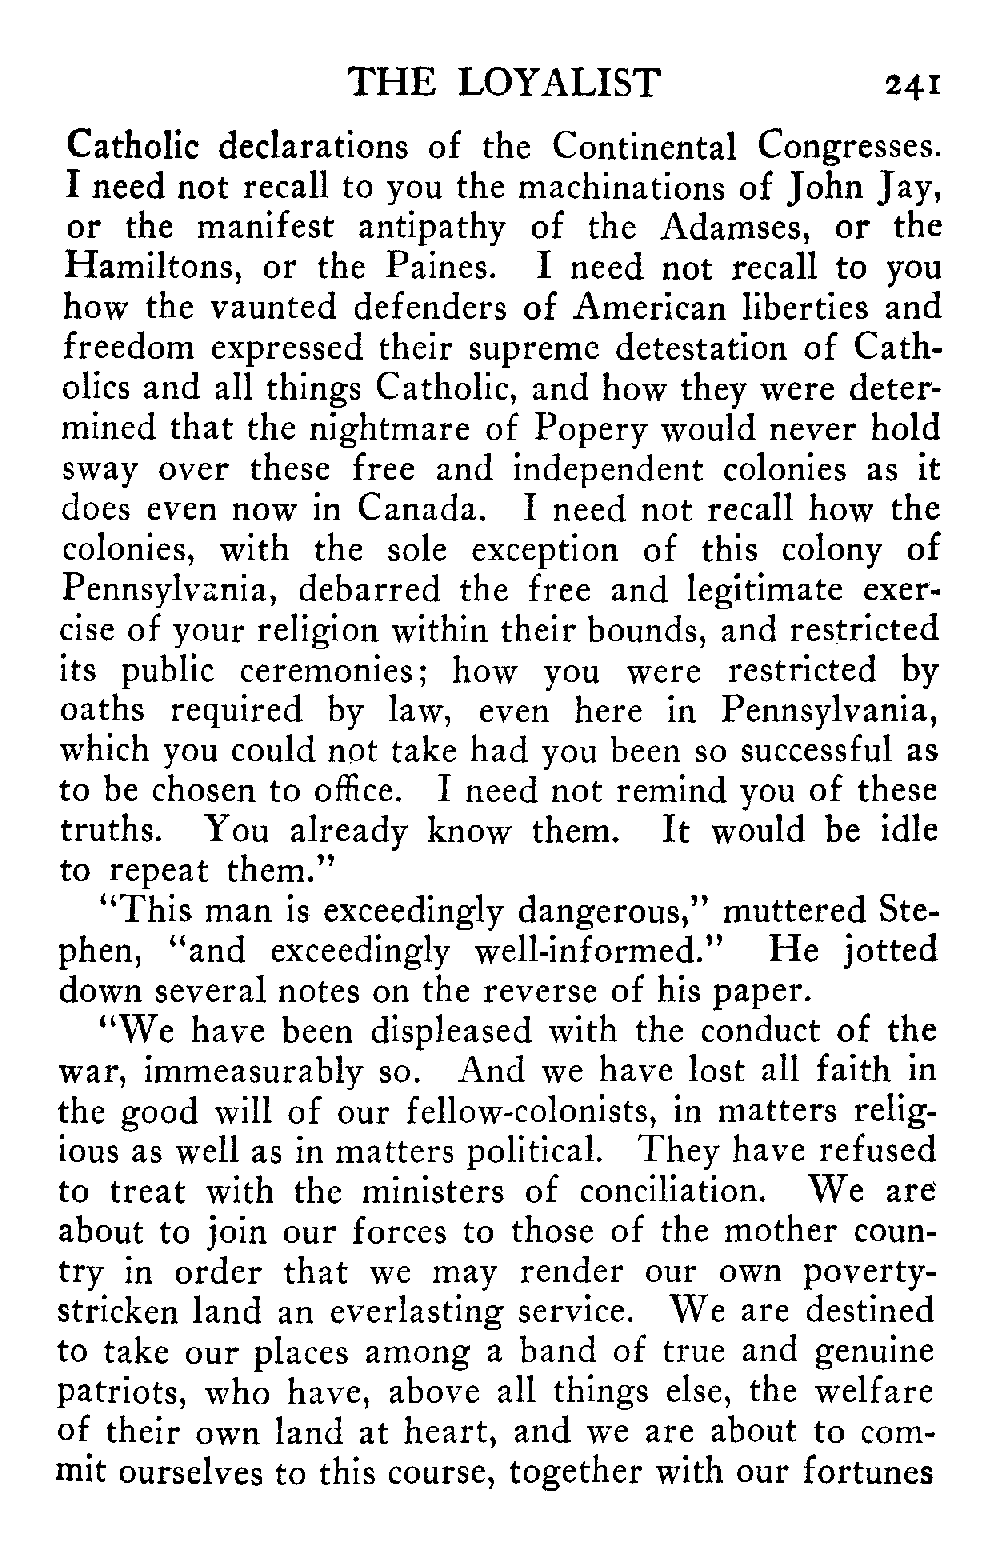 THE LOYALIST 241
Catholic declarations of the Continental Congresses.
I need not recall to you the machinations of John Jay,
or the manifest antipathy of the Adamses, or the
Hamiltons, or the Paines. I need not recall to you
how the vaunted defenders of American liberties and
freedom expressed their supreme detestation of Cath-
olics and all things Catholic, and how they were deter-
mined that the nightmare of Popery would never hold
sway over these free and independent colonies as it
does even now in Canada. I need not recall how the
colonies, with the sole exception of this colony of
Pennsylvania, debarred the free and legitimate exer-
cise of your religion within their bounds, and restricted
its public ceremonies; how you were restricted by
oaths required by law, even here in Pennsylvania,
which you could not take had you been so successful as
to be chosen to office. I need not remind you of these
truths. You already know them. It would be idle
to repeat them."
"This man is exceedingly dangerous," muttered Ste-
phen, "and exceedingly well-informed." He jotted
down several notes on the reverse of his paper.
"We have been displeased with the conduct of the
war, immeasurably so. And we have lost all faith in
the good will of our fellow-colonists, in matters relig-
ious as well as in matters political. They have refused
to treat with the ministers of conciliation. We are
about to join our forces to those of the mother coun-
try in order that we may render our own poverty-
stricken land an everlasting service. We are destined
to take our places among a band of true and genuine
patriots, who have, above all things else, the welfare
of their own land at heart, and we are about to com-
mit ourselves to this course, together with our fortunes